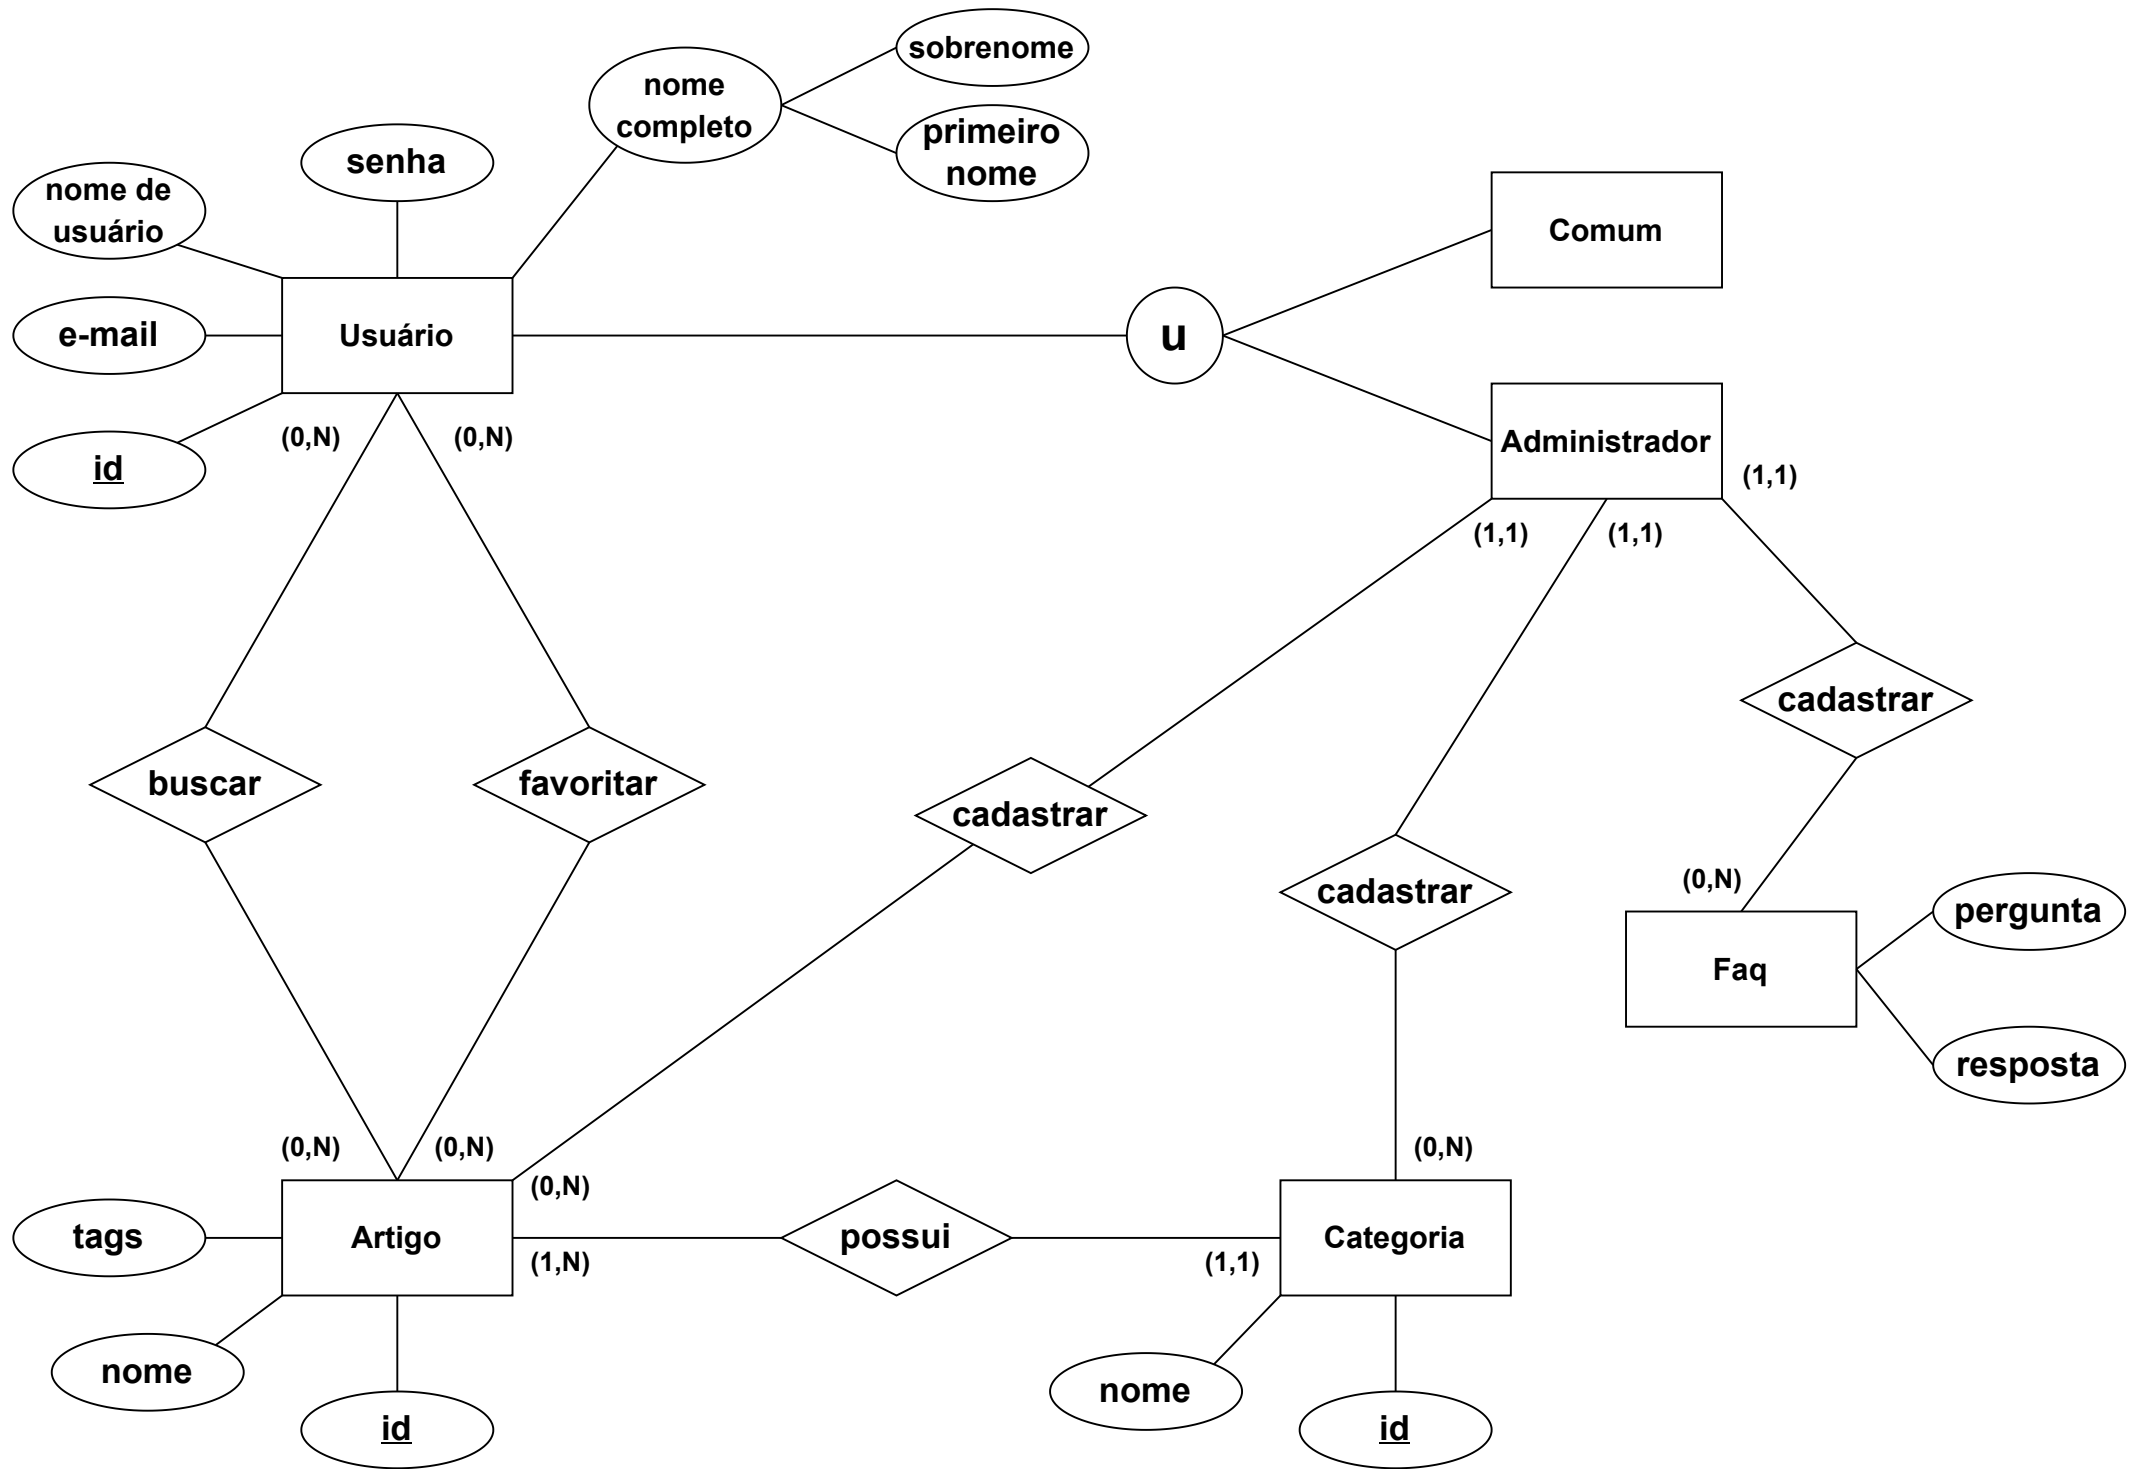 sobrenome
nome
completo
primeiro
nome
senha
nome de
usuário
Comum
e-mail
Usuário
u
(0,N)
(0,N)
id
Administrador
(1,1)
(1,1)
(1,1)
cadastrar
buscar
favoritar
cadastrar
cadastrar
(0,N)
pergunta
Faq
resposta
(0,N)
(0,N)
(0,N)
(0,N)
tags
Artigo
possui
Categoria
(1,N)
(1,1)
nome
nome
id
id